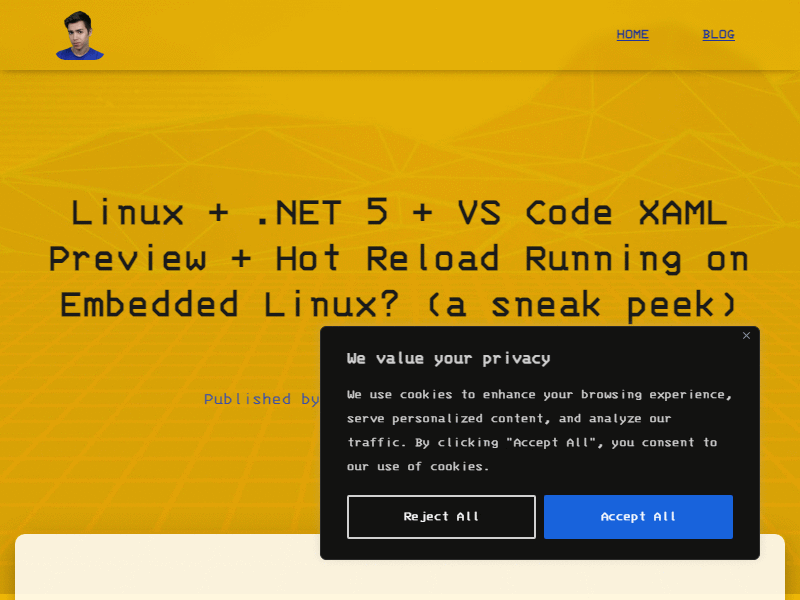 HOME BLOG
Linux + .NET 5 + VS Code XAML
Preview + Hot Reload Running on
Embedded Linux? (a sneak peek)
Published by
We value your privacy
We use cookies to enhance your browsing experience,
serve personalized content, and analyze our
traffic. By clicking "Accept All", you consent to
our use of cookies.
Reject All Accept All